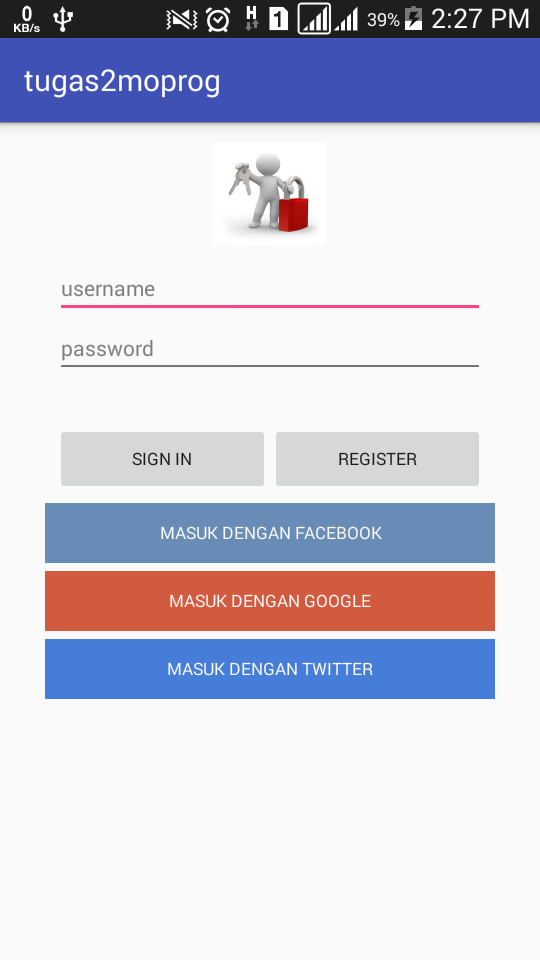 0
KB/s
H
1
39%
2:27 PM
tugas2moprog
username
password
SIGN IN
REGISTER
MASUK DENGAN FACEBOOK
MASUK DENGAN GOOGLE
MASUK DENGAN TWITTER